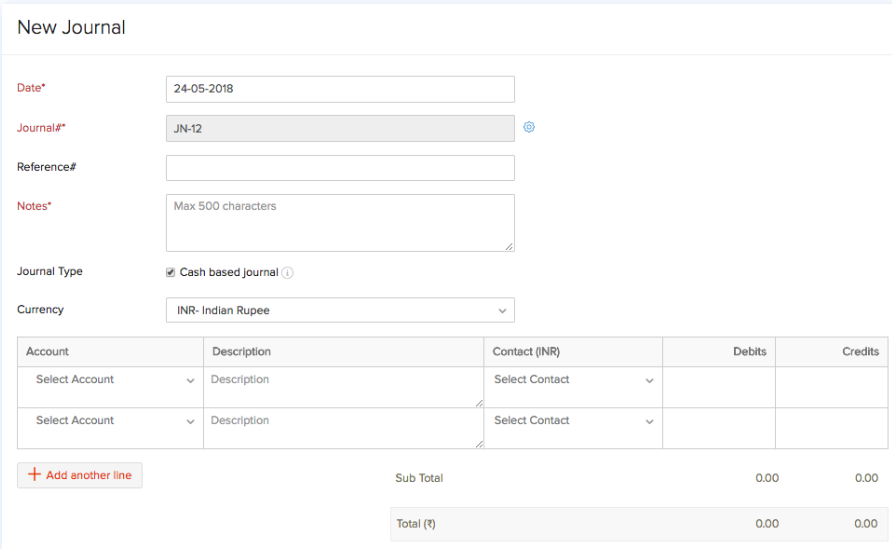 New Journal
Date* 24-05-2018
Journal#* JN-12
Reference#
Notes* Max 500 characters
Journal Type Cash based journal
Currency INR- Indian Rupee
Account Description Contact (INR) Debits Credits
Select Account Description Select Contact
Select Account Description Select Contact
+ Add another line
Sub Total 0.00 0.00
Total (₹) 0.00 0.00